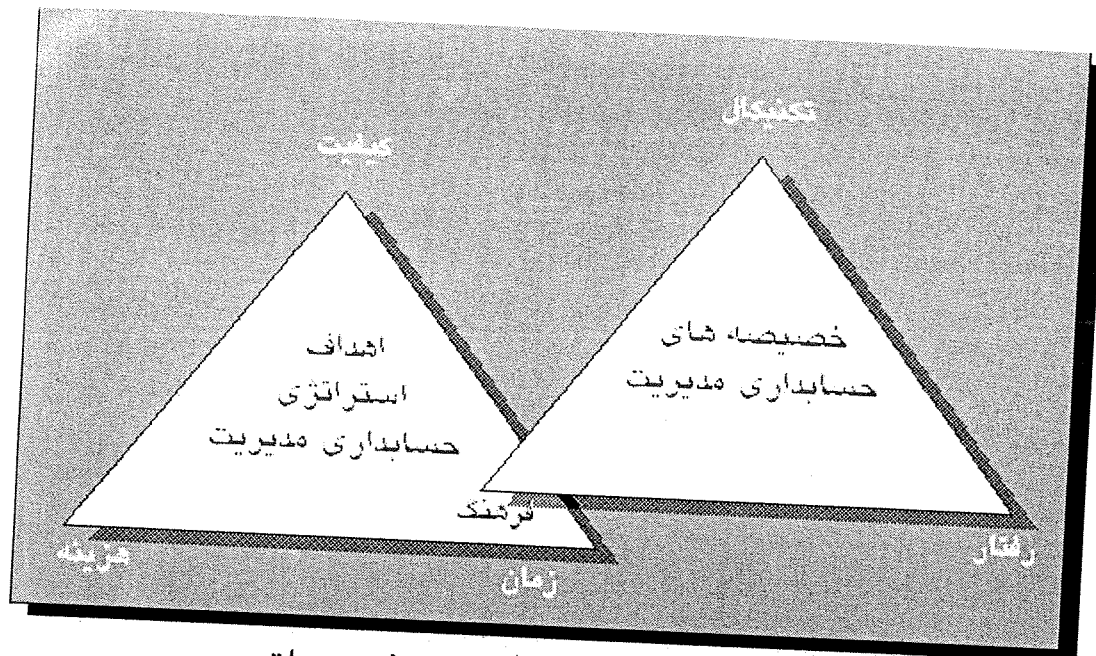 تکنیکال
کیفیت
خصیصه های
حسابداری مدیریت
اهداف
استراتژی
حسابداری مدیریت
فرهنگ
رفتار
هزینه
زمان